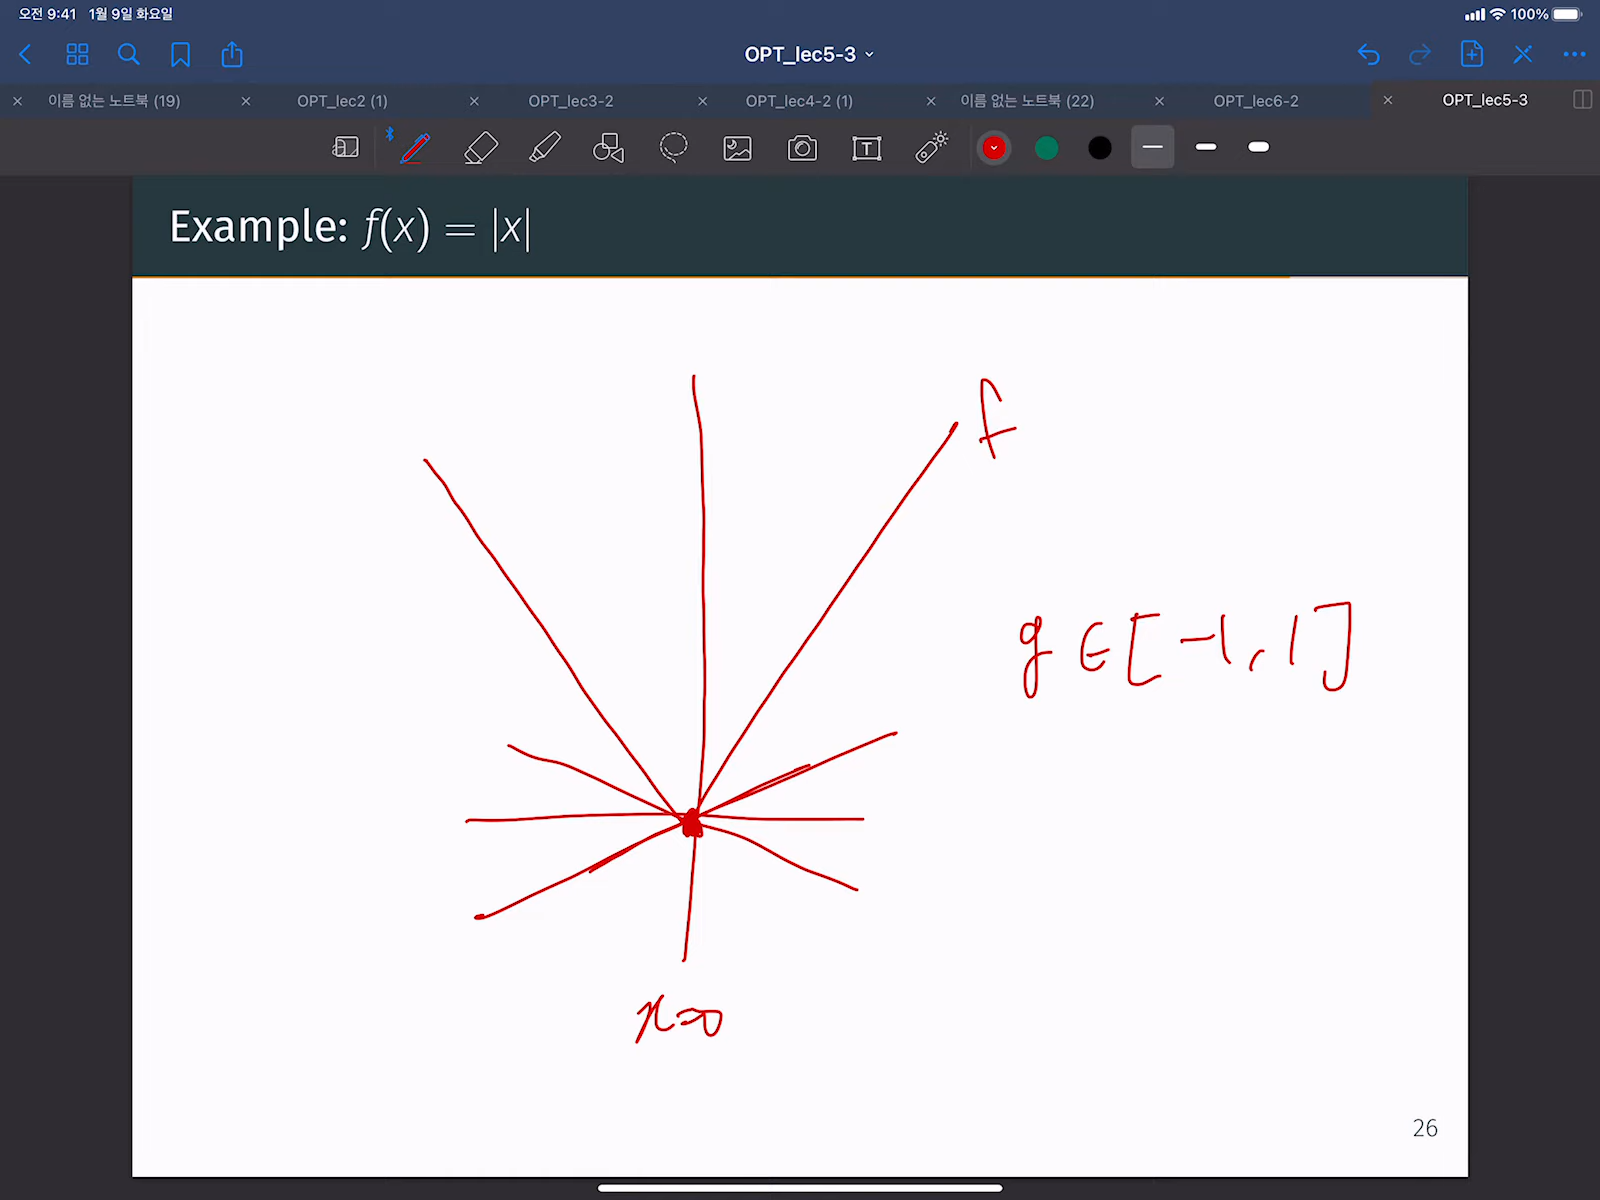 오전 9:41 1월 9일 화요일 100%
OPT_lec5-3
이름 없는 노트북 (19) OPT_lec2 (1) OPT_lec3-2 OPT_lec4-2 (1) 이름 없는 노트북 (22) OPT_lec6-2 OPT_lec5-3
T
Example: f(x) = |x|
f
g ∈ [-1, 1]
x=0
26